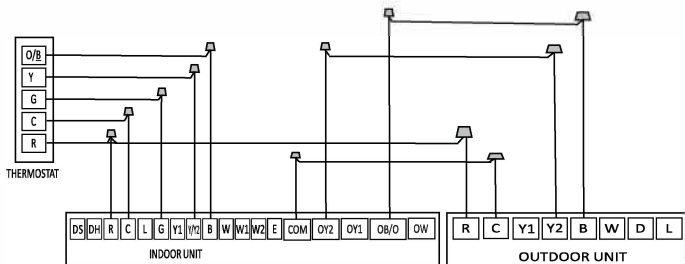 O/B
Y
G
C
R
THERMOSTAT
DS DH R C L G Y1 Y/Y2 B W W1 W2 E COM OY2 OY1 OB/O OW
INDOOR UNIT
R C Y1 Y2 B W D L
OUTDOOR UNIT